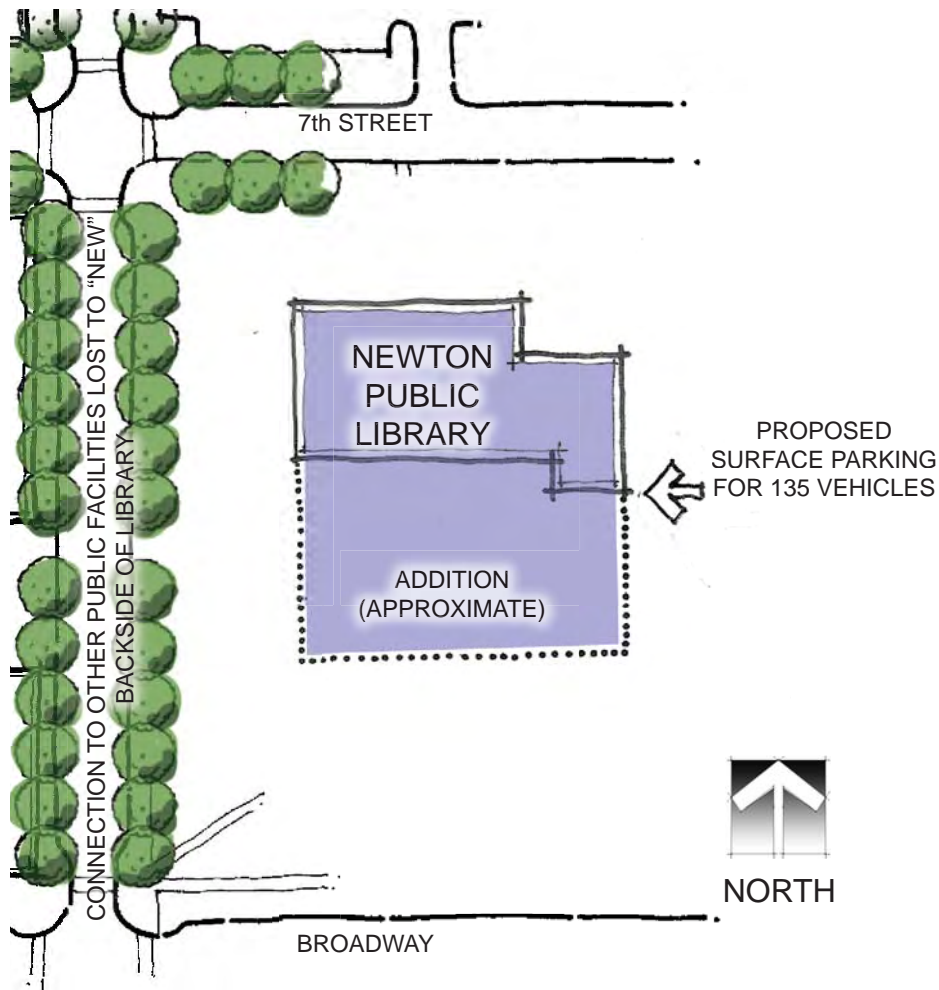 7th STREET
CONNECTION TO OTHER PUBLIC FACILITIES LOST TO "NEW"
BACKSIDE OF LIBRARY
NEWTON
PUBLIC
LIBRARY
PROPOSED
SURFACE PARKING
FOR 135 VEHICLES
ADDITION
(APPROXIMATE)
NORTH
BROADWAY